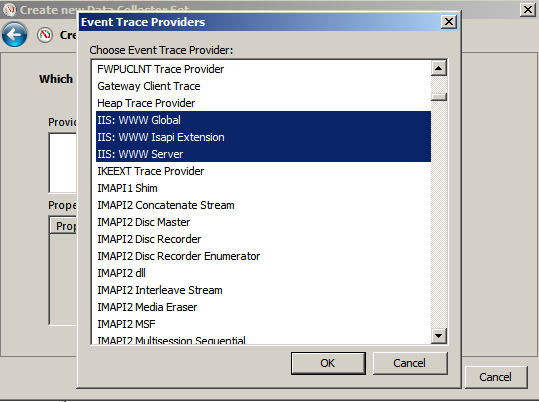 Create new Data Collector Set
Event Trace Providers
Cre
Choose Event Trace Provider:
Which
FWPUCLNT Trace Provider
Gateway Client Trace
Heap Trace Provider
IIS: WWW Global
Provid
IIS: WWW Isapi Extension
IIS: WWW Server
IKEEXT Trace Provider
IMAPI1 Shim
Prope
IMAPI2 Concatenate Stream
Prop
IMAPI2 Disc Master
IMAPI2 Disc Recorder
IMAPI2 Disc Recorder Enumerator
IMAPI2 dll
IMAPI2 Interleave Stream
IMAPI2 Media Eraser
IMAPI2 MSF
IMAPI2 Multisession Sequential
OK
Cancel
Cancel